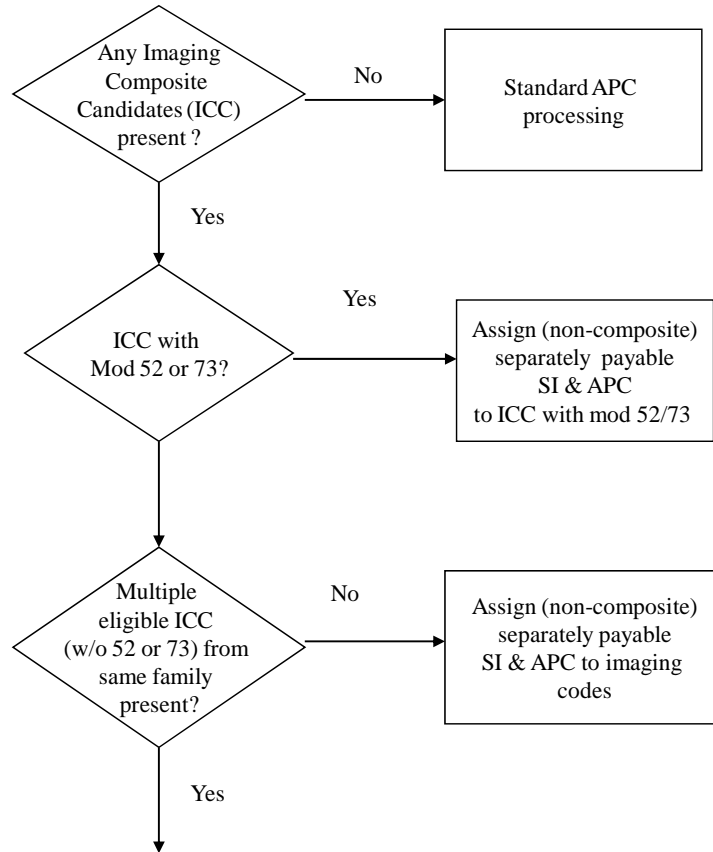 Any Imaging
Composite
Candidates (ICC)
present ?
No
Standard APC
processing
Yes
ICC with
Mod 52 or 73?
Yes
Assign (non-composite)
separately payable
SI & APC
to ICC with mod 52/73
Multiple
eligible ICC
(w/o 52 or 73) from
same family
present?
No
Assign (non-composite)
separately payable
SI & APC to imaging
codes
Yes